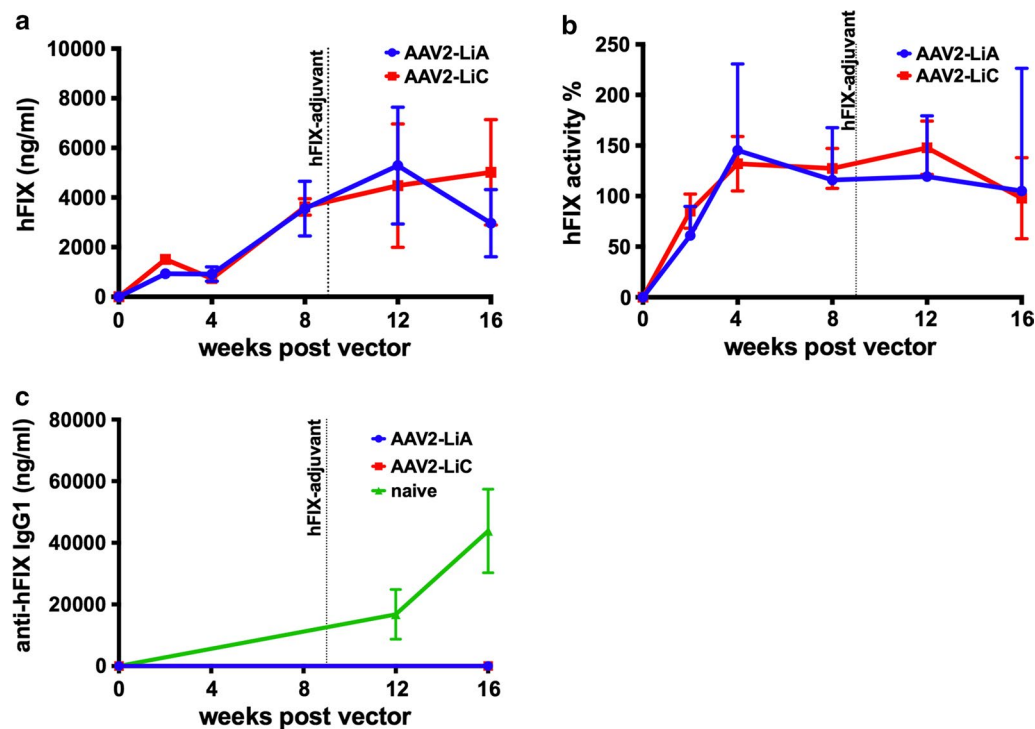 a
hFIX (ng/ml)
10000
8000
6000
4000
2000
0
0 4 8 12 16
weeks post vector
hFIX-adjuvant
AAV2-LiA
AAV2-LiC
b
hFIX activity %
250
200
150
100
50
0
0 4 8 12 16
weeks post vector
hFIX-adjuvant
AAV2-LiA
AAV2-LiC
c
anti-hFIX IgG1 (ng/ml)
80000
60000
40000
20000
0
0 4 8 12 16
weeks post vector
hFIX-adjuvant
AAV2-LiA
AAV2-LiC
naive